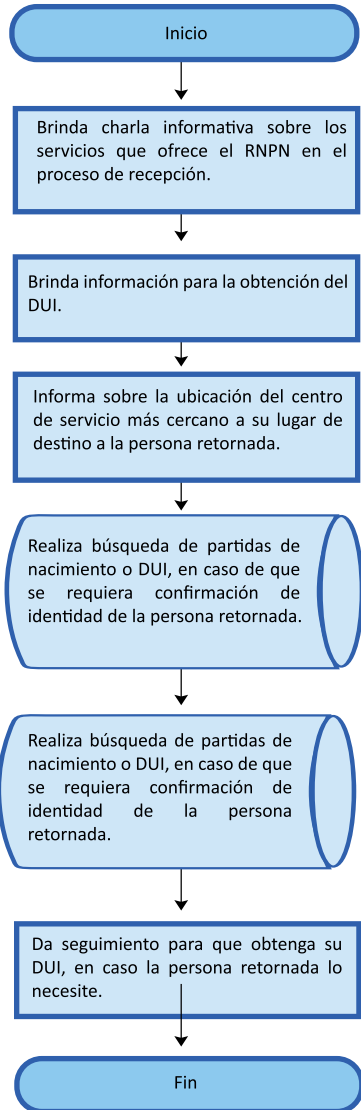 Inicio
Brinda charla informativa sobre los
servicios que ofrece el RNPN en el
proceso de recepción.
Brinda información para la obtención del
DUI.
Informa sobre la ubicación del centro
de servicio más cercano a su lugar de
destino a la persona retornada.
Realiza búsqueda de partidas de
nacimiento o DUI, en caso de que
se requiera confirmación de
identidad de la persona retornada.
Realiza búsqueda de partidas de
nacimiento o DUI, en caso de que
se requiera confirmación de
identidad de la persona
retornada.
Da seguimiento para que obtenga su
DUI, en caso la persona retornada lo
necesite.
Fin